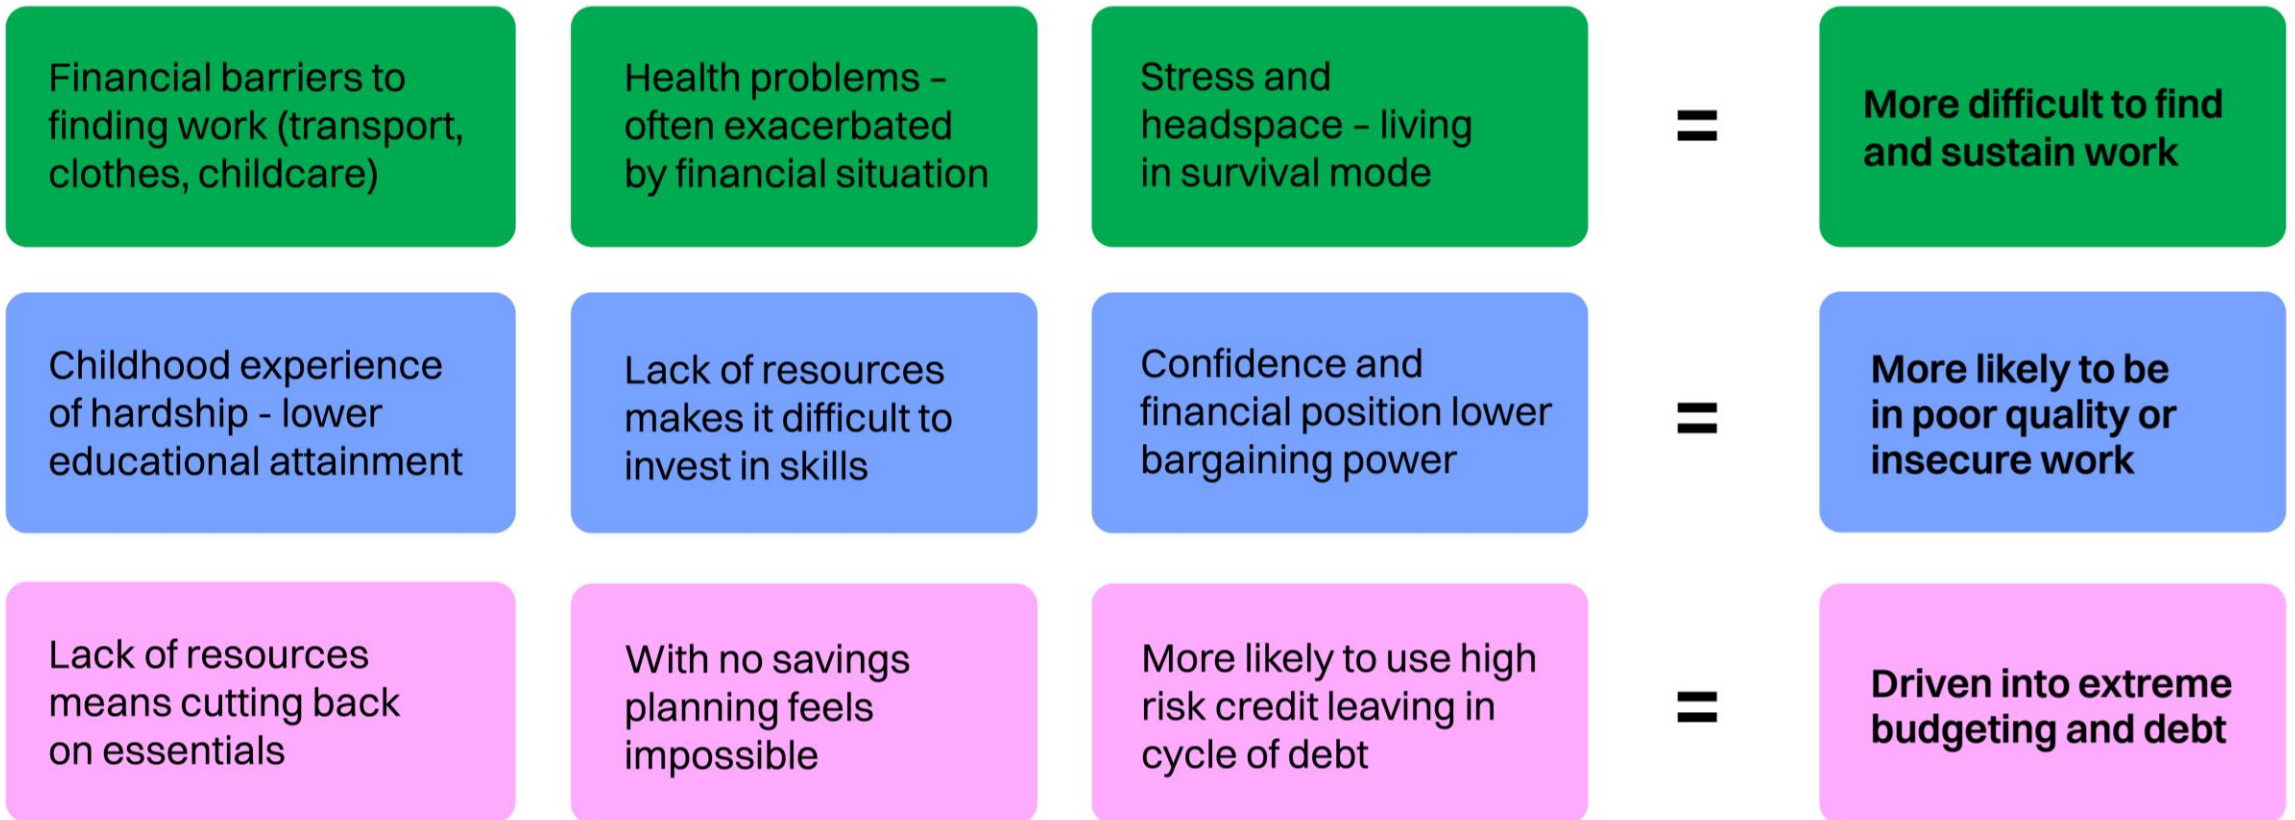 Financial barriers to
finding work (transport,
clothes, childcare)
Health problems –
often exacerbated
by financial situation
Stress and
headspace – living
in survival mode
=
More difficult to find
and sustain work
Childhood experience
of hardship - lower
educational attainment
Lack of resources
makes it difficult to
invest in skills
Confidence and
financial position lower
bargaining power
=
More likely to be
in poor quality or
insecure work
Lack of resources
means cutting back
on essentials
With no savings
planning feels
impossible
More likely to use high
risk credit leaving in
cycle of debt
=
Driven into extreme
budgeting and debt